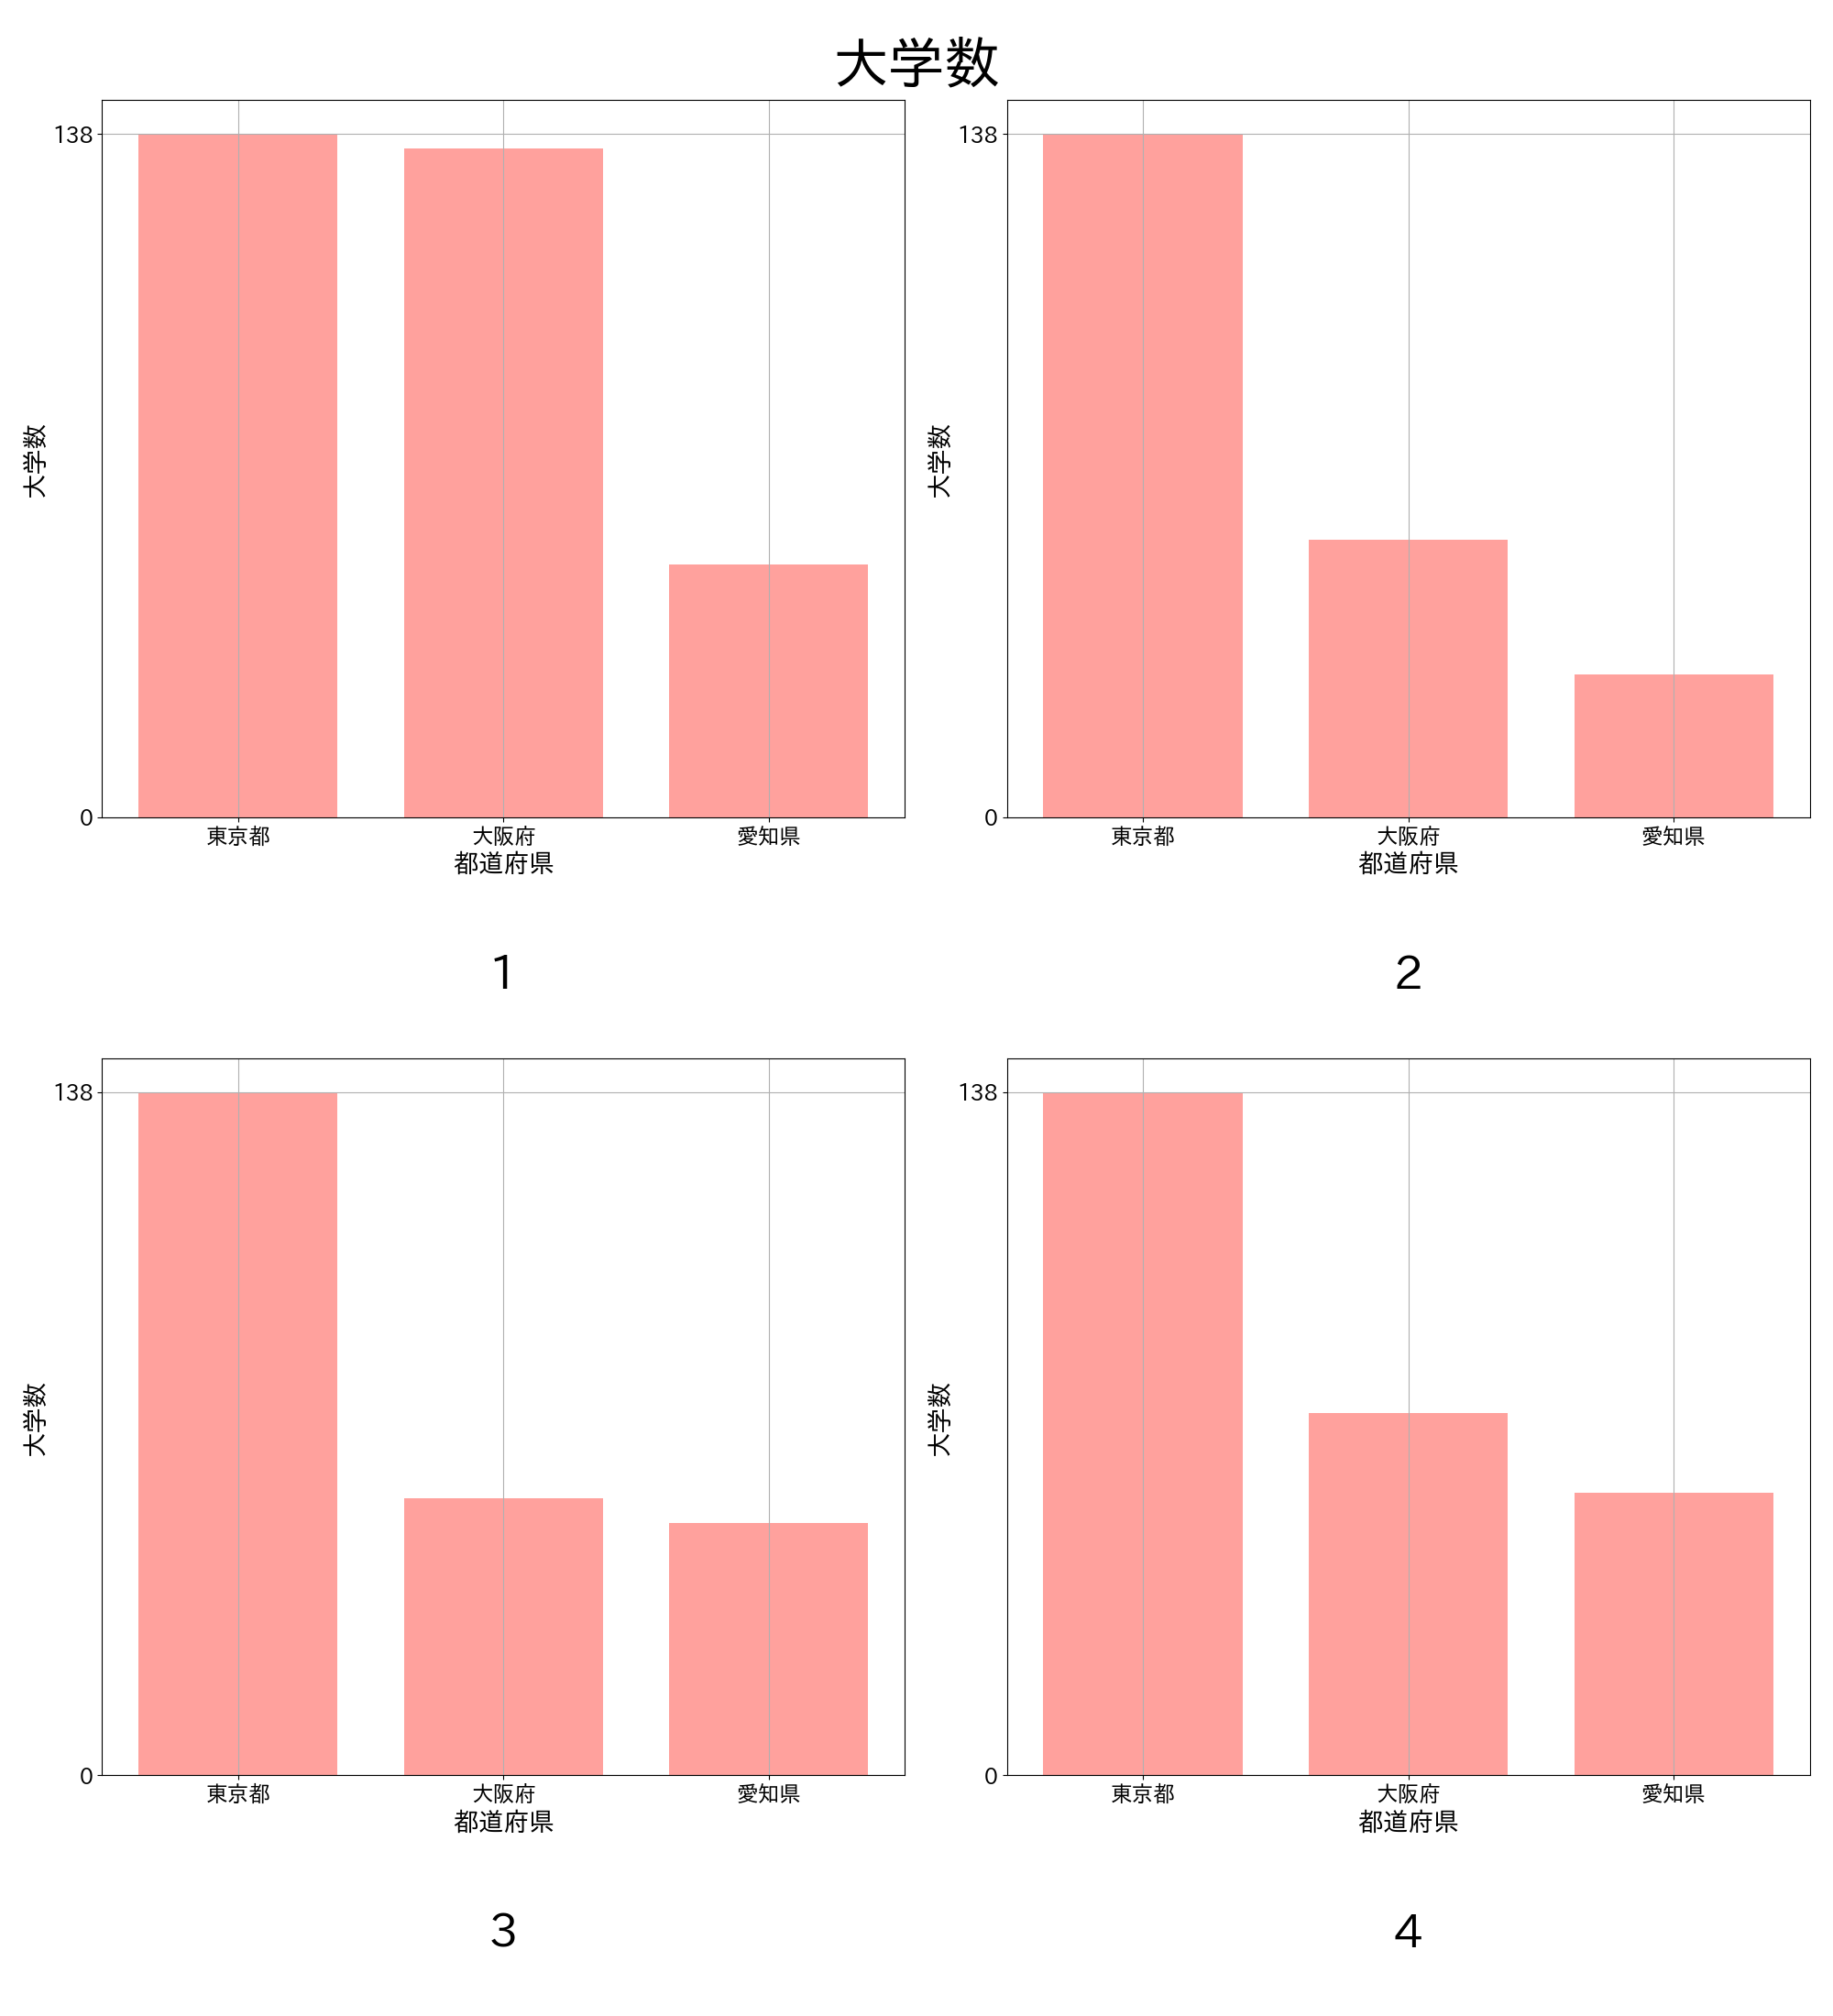 大学数
138
0
大学数
東京都 大阪府 愛知県
都道府県
1
138
0
大学数
東京都 大阪府 愛知県
都道府県
2
138
0
大学数
東京都 大阪府 愛知県
都道府県
3
138
0
大学数
東京都 大阪府 愛知県
都道府県
4